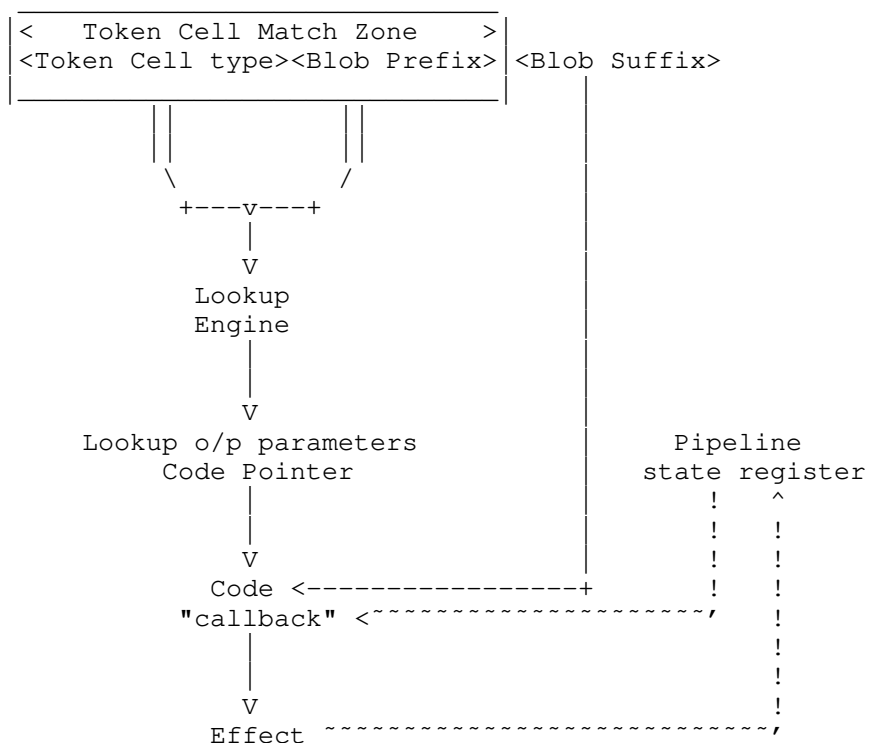 < Token Cell Match Zone >
<Token Cell type><Blob Prefix> <Blob Suffix>
Lookup
Engine
Lookup o/p parameters Pipeline
Code Pointer state register
Code
"callback"
Effect